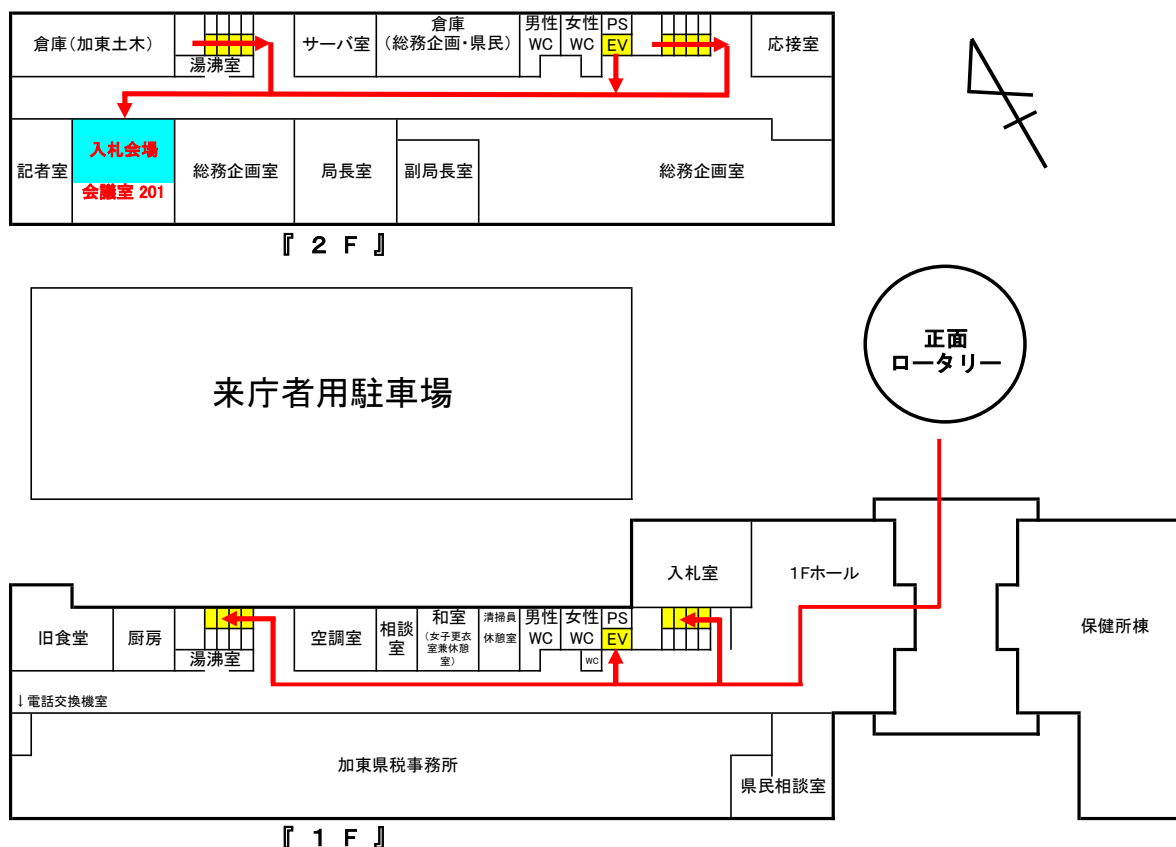 倉庫（加東土木）
湯沸室
サーバ室
倉庫
（総務企画・県民）
男性
WC
女性
WC
PS
EV
応接室
記者室
入札会場
会議室 201
総務企画室
局長室
副局長室
総務企画室
『 ２ Ｆ 』
来庁者用駐車場
正面
ロータリー
入札室
１Fホール
保健所棟
旧食堂
厨房
湯沸室
空調室
相談
室
和室
（女子更衣
室兼休憩
室）
清掃員
休憩室
男性
WC
女性
WC
WC
PS
EV
↓電話交換機室
加東県税事務所
県民相談室
『 １ Ｆ 』